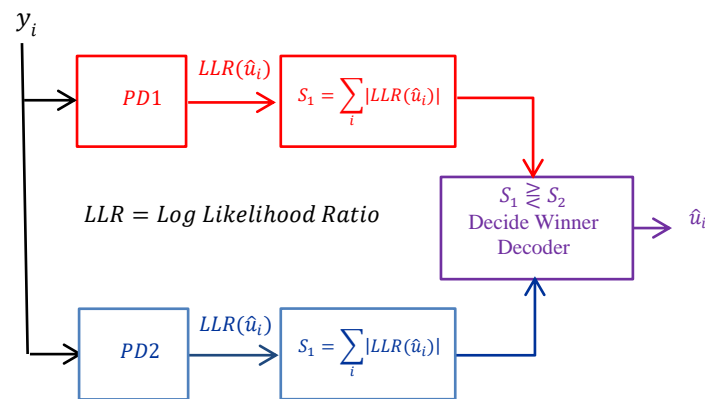 y_i
LLR(û_i)
PD1
S_1 = ∑_i |LLR(û_i)|
LLR = Log Likelihood Ratio
S_1 ⪌ S_2
Decide Winner
Decoder
û_i
LLR(û_i)
PD2
S_1 = ∑_i |LLR(û_i)|